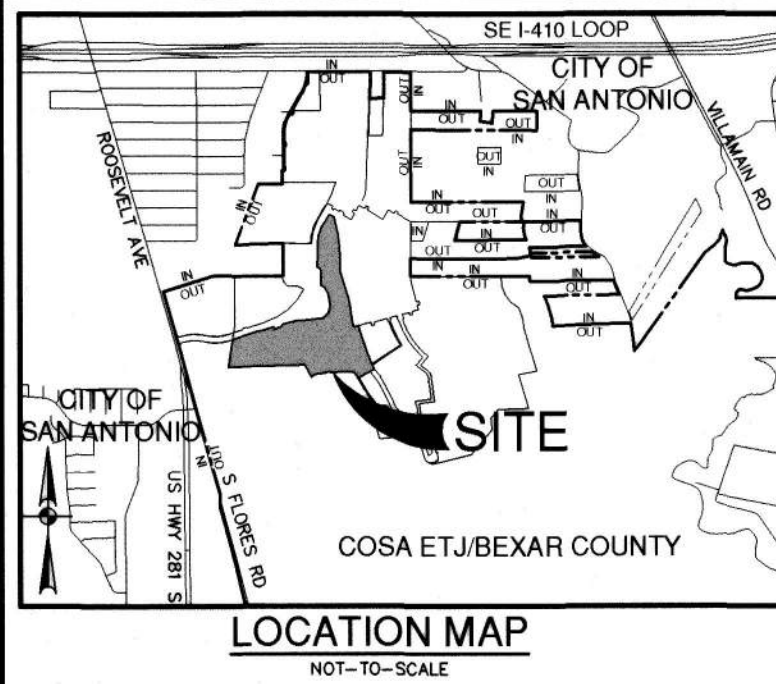 SE I-410 LOOP
CITY OF
SAN ANTONIO
VILLAMAIN RD
ROOSEVELT AVE
IN
OUT
OUT
IN
IN
OUT
OUT
IN
OUT
IN
OUT
IN
OUT
IN
IN
OUT
IN
OUT
OUT
IN
OUT
IN
IN
OUT
OUT
IN
IN
OUT
IN
OUT
IN
OUT
IN
OUT
CITY OF
SAN ANTONIO
SITE
OUT
IN
S FLORES RD
US HWY 281 S
COSA ETJ/BEXAR COUNTY
LOCATION MAP
NOT-TO-SCALE